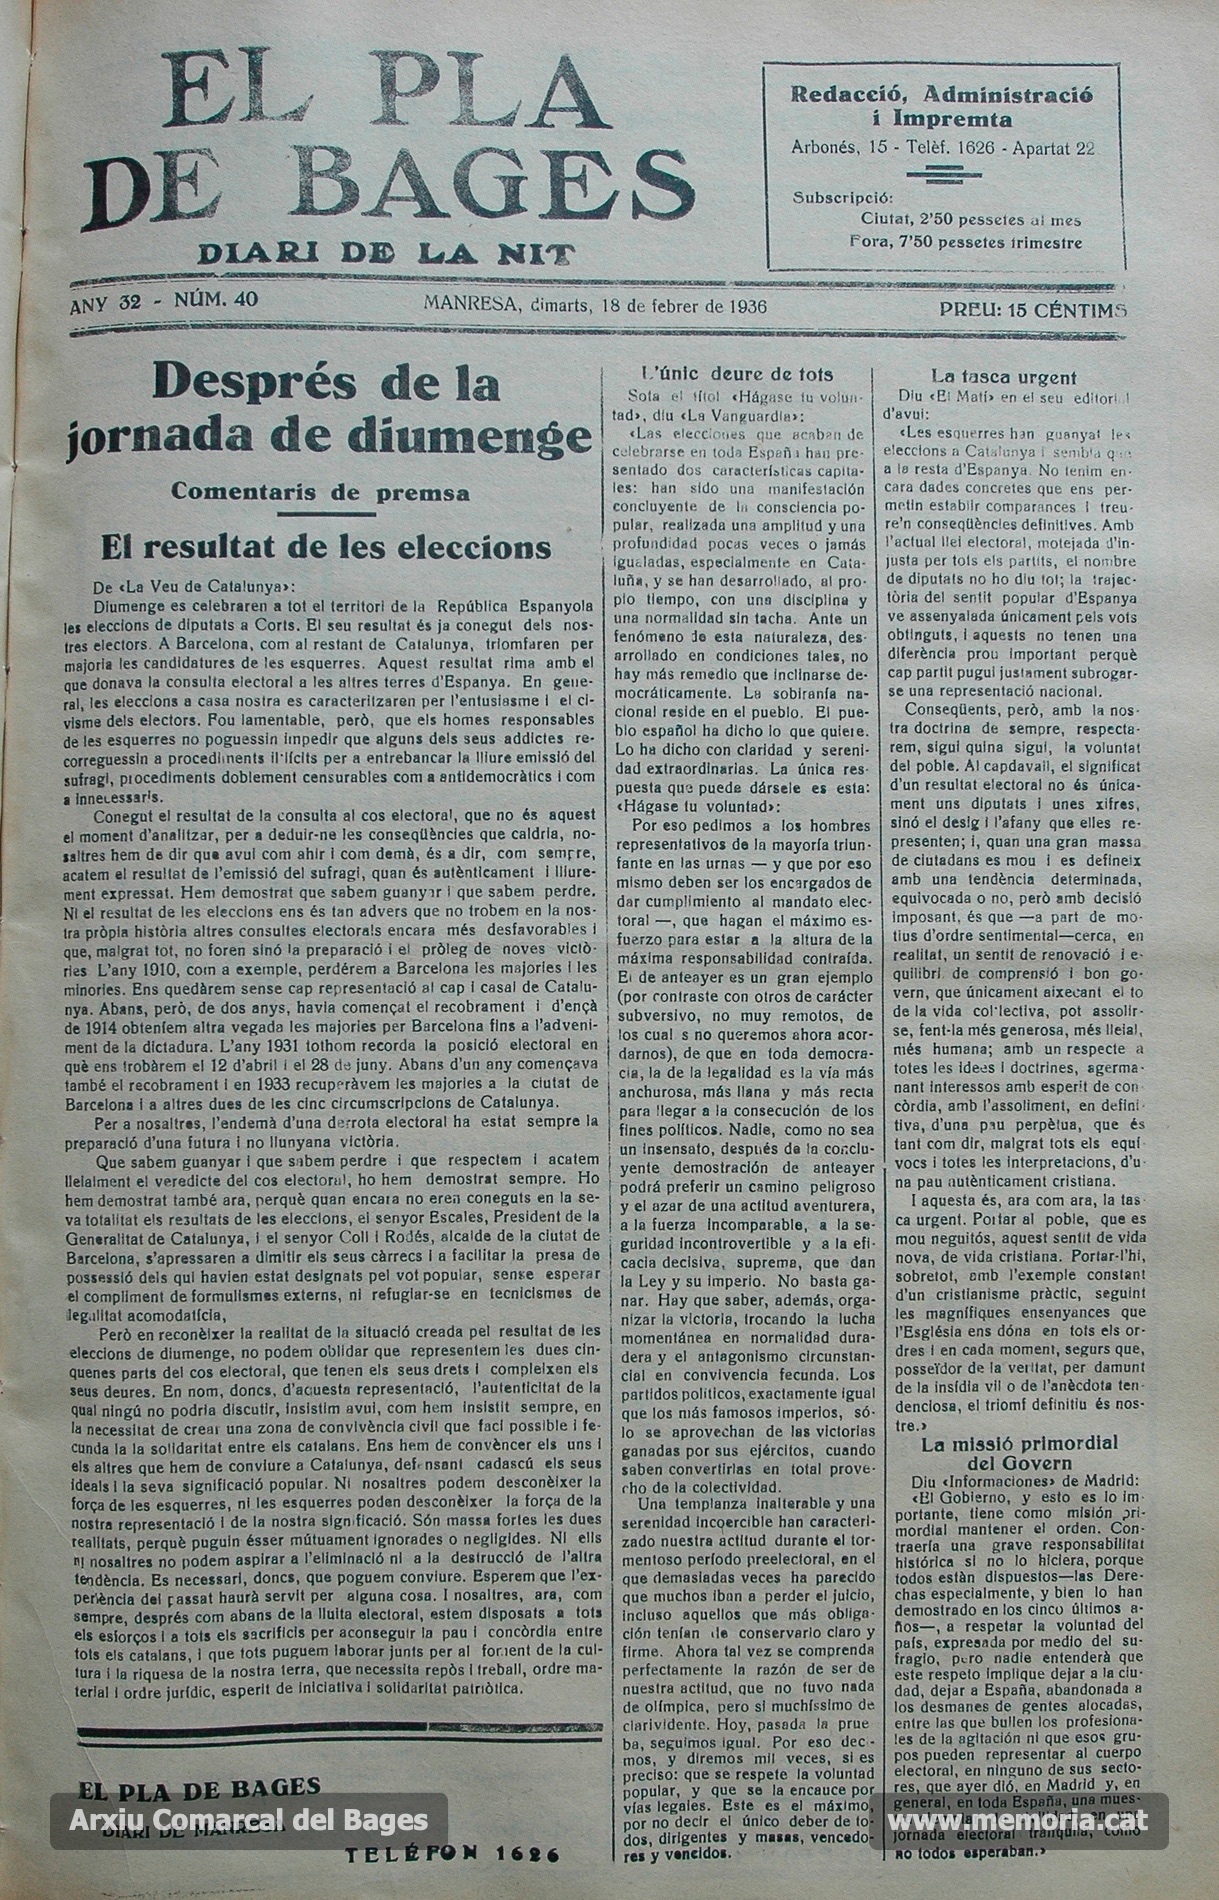 EL PLA
DE BAGES
DIARI DE LA NIT
Redacció, Administració
i Impremta
Arbonés, 15 - Telèf. 1626 - Apartat 22
Subscripció:
Ciutat, 2'50 pessetes al mes
Fora, 7'50 pessetes trimestre
ANY 32 - NÚM. 40
MANRESA, dimarts, 18 de febrer de 1936
PREU: 15 CÉNTIMS
Després de la
jornada de diumenge
Comentaris de premsa
El resultat de les eleccions
De «La Veu de Catalunya»:
Diumenge es celebraren a tot el territori de la República Espanyola
les eleccions de diputats a Corts. El seu resultat és ja conegut dels nos-
tres electors. A Barcelona, com al restant de Catalunya, triomfaren per
majoria les candidatures de les esquerres. Aquest resultat rima amb el
que donava la consulta electoral a les altres terres d'Espanya. En gene-
ral, les eleccions a casa nostra es caracteritzaren per l'entusiasme i el ci-
visme dels electors. Fou lamentable, però, que els homes responsables
de les esquerres no poguessin impedir que alguns dels seus addictes re-
correguessin a procediments il·lícits per a entrebancar la lliure emissió del
sufragi, procediments doblement censurables com a antidemocràtics i com
a innecessaris.
Conegut el resultat de la consulta al cos electoral, que no és aquest
el moment d'analitzar, per a deduir-ne les conseqüències que caldria, no-
saltres hem de dir que avui com ahir i com demà, és a dir, com sempre,
acatem el resultat de l'emissió del sufragi, quan és autènticament i lliure-
ment expressat. Hem demostrat que sabem guanyar i que sabem perdre.
Ni el resultat de les eleccions ens és tan advers que no trobem en la nos-
tra pròpia història altres consultes electorals encara més desfavorables i
que, malgrat tot, no foren sinó la preparació i el pròleg de noves victò-
ries L'any 1910, com a exemple, perdérem a Barcelona les majories i les
minories. Ens quedàrem sense cap representació al cap i casal de Catalu-
nya. Abans, però, de dos anys, havia començat el recobrament i d'ençà
de 1914 obteníem altra vegada les majories per Barcelona fins a l'adveni-
ment de la dictadura. L'any 1931 tothom recorda la posició electoral en
què ens trobàrem el 12 d'abril i el 28 de juny. Abans d'un any començava
també el recobrament i en 1933 recuperàvem les majories a la ciutat de
Barcelona i a altres dues de les cinc circumscripcions de Catalunya.
Per a nosaltres, l'endemà d'una derrota electoral ha estat sempre la
preparació d'una futura i no llunyana victòria.
Que sabem guanyar i que sabem perdre i que respectem i acatem
lleialment el veredicte del cos electoral, ho hem demostrat sempre. Ho
hem demostrat també ara, perquè quan encara no eren coneguts en la se-
va totalitat els resultats de les eleccions, el senyor Escales, President de la
Generalitat de Catalunya, i el senyor Coll i Rodés, alcalde de la ciutat de
Barcelona, s'apressaren a dimitir els seus càrrecs i a facilitar la presa de
possessió dels qui havien estat designats pel vot popular, sense esperar
el compliment de formulismes externs, ni refugiar-se en tecnicismes de
legalitat acomodatícia,
Però en reconèixer la realitat de la situació creada pel resultat de les
eleccions de diumenge, no podem oblidar que representem les dues cin-
quenes parts del cos electoral, que tenen els seus drets i compleixen els
seus deures. En nom, doncs, d'aquesta representació, l'autenticitat de la
qual ningú no podria discutir, insistim avui, com hem insistit sempre, en
la necessitat de crear una zona de convivència civil que faci possible i fe-
cunda la la solidaritat entre els catalans. Ens hem de convèncer els uns i
els altres que hem de conviure a Catalunya, defensant cadascú els seus
ideals i la seva significació popular. Ni nosaltres podem desconèixer la
força de les esquerres, ni les esquerres poden desconèixer la força de la
nostra representació i de la nostra significació. Són massa fortes les dues
realitats, perquè puguin ésser mútuament ignorades o negligides. Ni ells
ni nosaltres no podem aspirar a l'eliminació ni a la destrucció de l'altra
tendència. Es necessari, doncs, que poguem conviure. Esperem que l'ex-
periència del passat haurà servit per alguna cosa. I nosaltres, ara, com
sempre, després com abans de la lluita electoral, estem disposats a tots
els esforços i a tots els sacrificis per aconseguir la pau i concòrdia entre
tots els catalans, i que tots puguem laborar junts per al foment de la cul-
tura i la riquesa de la nostra terra, que necessita repòs i treball, ordre ma-
terial i ordre jurídic, esperit de iniciativa i solidaritat patriòtica.
EL PLA DE BAGES
DIARI DE MANRESA
TELÉFON 1626
L'únic deure de tots
Sota el títol «Hágase tu volun-
tad», diu «La Vanguardia»:
«Las elecciones que acaban de
celebrarse en toda España han pre-
sentado dos características capita-
les: han sido una manifestación
concluyente de la consciencia po-
pular, realizada una amplitud y una
profundidad pocas veces o jamás
igualadas, especialmente en Cata-
luña, y se han desarrollado, al pro-
pio tiempo, con una disciplina y
una normalidad sin tacha. Ante un
fenómeno de esta naturaleza, des-
arrollado en condiciones tales, no
hay más remedio que inclinarse de-
mocráticamente. La sobiranía na-
cional reside en el pueblo. El pue-
blo español ha dicho lo que quiere.
Lo ha dicho con claridad y sereni-
dad extraordinarias. La única res-
puesta que puede dársele es esta:
«Hágase tu voluntad»:
Por eso pedimos a los hombres
representativos de la mayoría triun-
fante en las urnas — y que por eso
mismo deben ser los encargados de
dar cumplimiento al mandato elec-
toral —, que hagan el máximo es-
fuerzo para estar a la altura de la
máxima responsabilidad contraída.
El de anteayer es un gran ejemplo
(por contraste con otros de carácter
subversivo, no muy remotos, de
los cual s no queremos ahora acor-
darnos), de que en toda democra-
cia, la de la legalidad es la vía más
anchurosa, más llana y más recta
para llegar a la consecución de los
fines políticos. Nadie, como no sea
un insensato, después de la conclu-
yente demostración de anteayer
podrá preferir un camino peligroso
y el azar de una actitud aventurera,
a la fuerza incomparable, a la se-
guridad incontrovertible y a la efi-
cacia decisiva, suprema, que dan
la Ley y su imperio. No basta ga-
nar. Hay que saber, además, orga-
nizar la victoria, trocando la lucha
momentánea en normalidad dura-
dera y el antagonismo circunstan-
cial en convivencia fecunda. Los
partidos políticos, exactamente igual
que los más famosos imperios, só-
lo se aprovechan de las victorias
ganadas por sus ejércitos, cuando
saben convertirlas en total prove-
cho de la colectividad.
Una templanza inalterable y una
serenidad incoercible han caracteri-
zado nuestra actitud durante el tor-
mentoso período preelectoral, en el
que demasiadas veces ha parecido
que muchos iban a perder el juicio,
incluso aquellos que más obliga-
ción tenían de conservarlo claro y
firme. Ahora tal vez se comprenda
perfectamente la razón de ser de
nuestra actitud, que no tuvo nada
de olímpica, pero sí muchíssimo de
clarividente. Hoy, pasada la prue
ba, seguimos igual. Por eso deci-
mos, y diremos mil veces, si es
preciso: que se respete la voluntad
popular, y que se la encauce por
vías legales. Este es el máximo,
por no decir el único deber de to-
dos, dirigentes y masas, vencedo-
res y vencidos.
La tasca urgent
Diu «El Matí» en el seu editorial
d'avui:
«Les esquerres han guanyat les
eleccions a Catalunya i sembla que
a la resta d'Espanya. No tenim en-
cara dades concretes que ens per-
metin establir comparances i treu-
re'n conseqüències definitives. Amb
l'actual llei electoral, motejada d'in-
justa per tots els partits, el nombre
de diputats no ho diu tot; la trajec-
tòria del sentit popular d'Espanya
ve assenyalada únicament pels vots
obtinguts, i aquests no tenen una
diferència prou important perquè
cap partit pugui justament subrogar-
se una representació nacional.
Conseqüents, però, amb la nos-
tra doctrina de sempre, respecta-
rem, sigui quina sigui, la voluntat
del poble. Al capdavall, el significat
d'un resultat electoral no és única-
ment uns diputats i unes xifres,
sinó el desig i l'afany que elles re-
presenten; i, quan una gran massa
de ciutadans es mou i es defineix
amb una tendència determinada,
equivocada o no, però amb decisió
imposant, és que —a part de mo-
tius d'ordre sentimental—cerca, en
realitat, un sentit de renovació i e-
quilibri de comprensió i bon go-
vern, que únicament aixecant el to
de la vida col·lectiva, pot assolir-
se, fent-la més generosa, més lleial,
més humana; amb un respecte a
totes les idees i doctrines, agerma-
nant interessos amb esperit de con
còrdia, amb l'assoliment, en defini-
tiva, d'una pau perpètua, que és
tant com dir, malgrat tots els equí-
vocs i totes les interpretacions, d'u-
na pau autènticament cristiana.
I aquesta és, ara com ara, la tas-
ca urgent. Portar al poble, que es
mou neguitós, aquest sentit de vida
nova, de vida cristiana. Portar-l'hi,
sobretot, amb l'exemple constant
d'un cristianisme pràctic, seguint
les magnífiques ensenyances que
l'Església ens dóna en tots els or-
dres i en cada moment, segurs que,
posseïdor de la veritat, per damunt
de la insídia vil o de l'anècdota ten-
denciosa, el triomf definitiu és nos-
tre.»
La missió primordial
del Govern
Diu «Informaciones» de Madrid:
«El Gobierno, y esto es lo im-
portante, tiene como misión pri-
mordial mantener el orden. Con-
traería una grave responsabilitat
histórica si no lo hiciera, porque
todos están dispuestos—las Dere-
chas especialmente, y bien lo han
demostrado en los cinco últimos a-
ños—, a respetar la voluntad del
país, expresada por medio del su-
fragio, pero nadie entenderá que
este respeto implique dejar a la ciu-
dad, dejar a España, abandonada a
los desmanes de gentes alocadas,
entre las que bullen los profesiona-
les de la agitación ni que esos gru-
pos pueden representar al cuerpo
electoral, en ninguno de sus secto-
res, que ayer dió, en Madrid y, en
general, en toda España, una mues-
jornada electoral tranquila, como
no todos esperaban.»
Arxiu Comarcal del Bages
www.memoria.cat